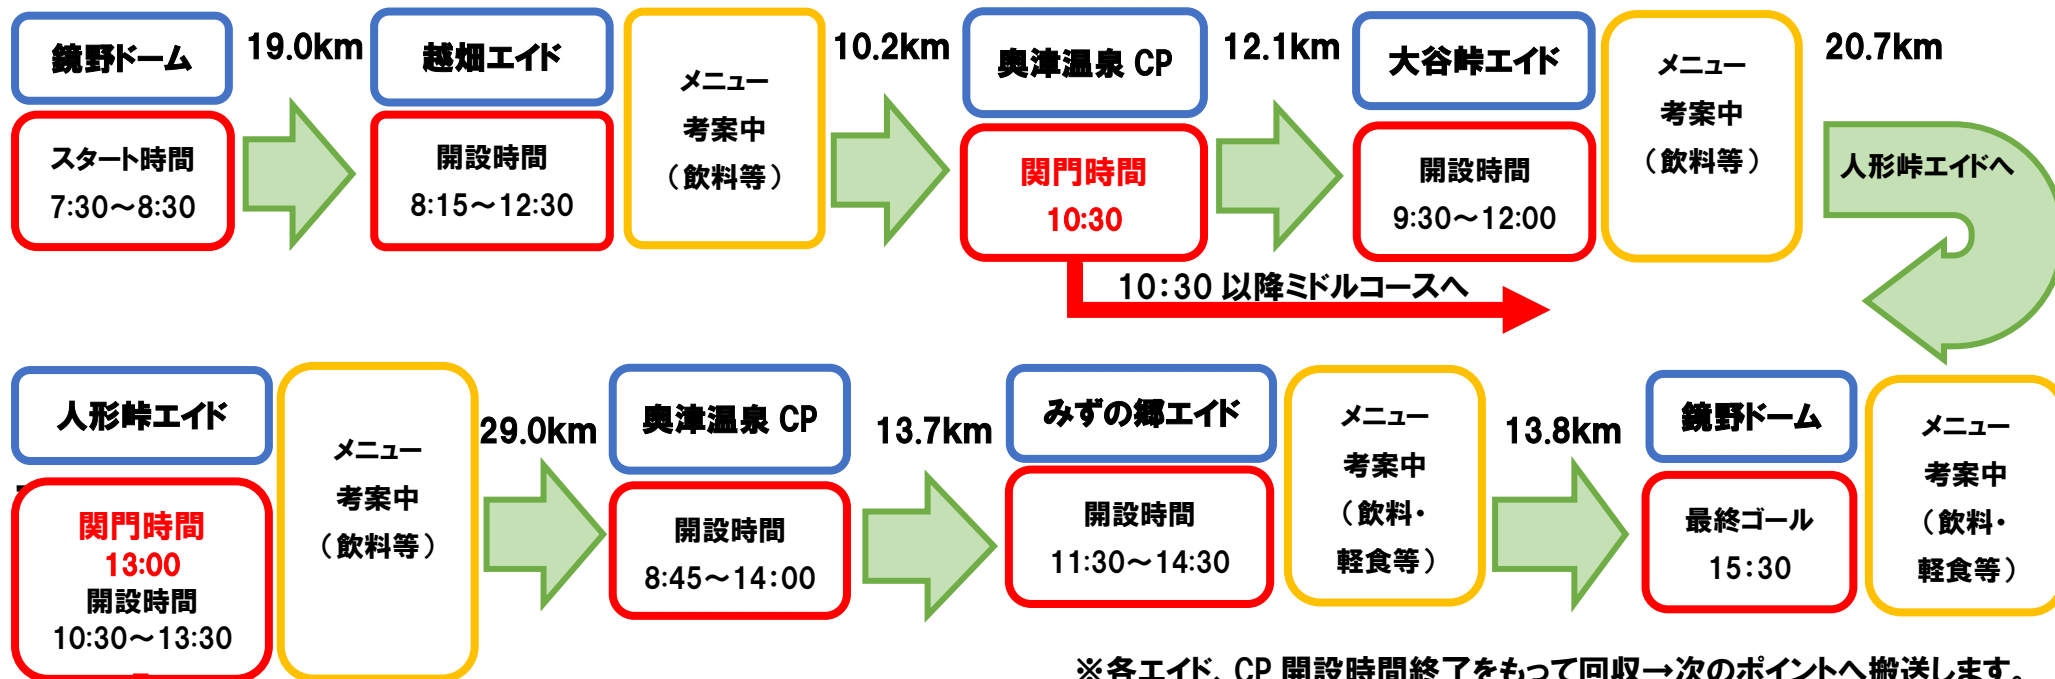 鏡野ドーム
スタート時間
7:30～8:30
19.0km
越畑エイド
開設時間
8:15～12:30
メニュー
考案中
（飲料等）
10.2km
奥津温泉 CP
関門時間
10:30
10：30 以降ミドルコースへ
12.1km
大谷峠エイド
開設時間
9:30～12:00
メニュー
考案中
（飲料等）
20.7km
人形峠エイドへ
人形峠エイド
関門時間
13:00
開設時間
10:30～13:30
メニュー
考案中
（飲料等）
29.0km
奥津温泉 CP
開設時間
8:45～14：00
13.7km
みずの郷エイド
開設時間
11:30～14:30
メニュー
考案中
（飲料・
軽食等）
13.8km
鏡野ドーム
最終ゴール
15：30
メニュー
考案中
（飲料・
軽食等）
※各エイド、CP 開設時間終了をもって回収→次のポイントへ搬送します。